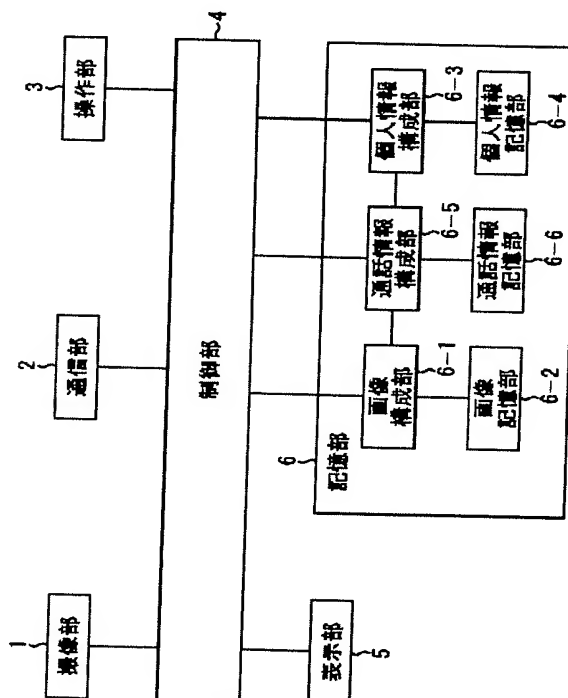 1
撮像部
2
通信部
3
操作部
制御部
4
表示部
5
6
記憶部
画像
構成部
6-1
通話情報
構成部
6-5
個人情報
構成部
6-3
画像
記憶部
6-2
通話情報
記憶部
6-6
個人情報
記憶部
6-4